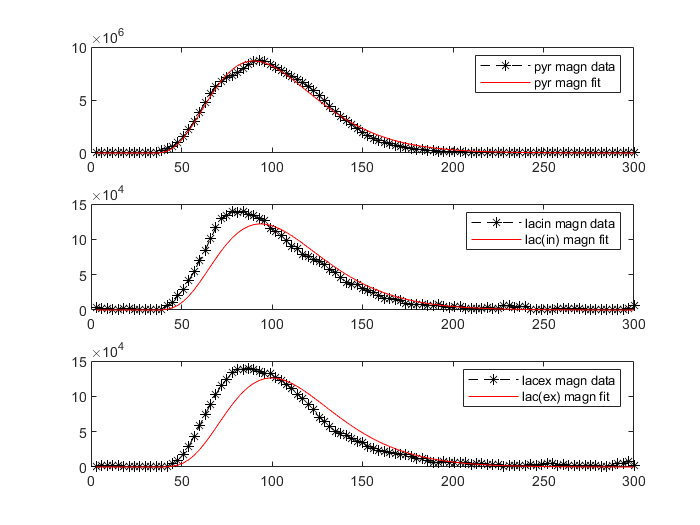 ×10^6
10
5
0
0 50 100 150 200 250 300
pyr magn data
pyr magn fit
×10^4
15
10
5
0
0 50 100 150 200 250 300
lacin magn data
lac(in) magn fit
×10^4
15
10
5
0
0 50 100 150 200 250 300
lacex magn data
lac(ex) magn fit